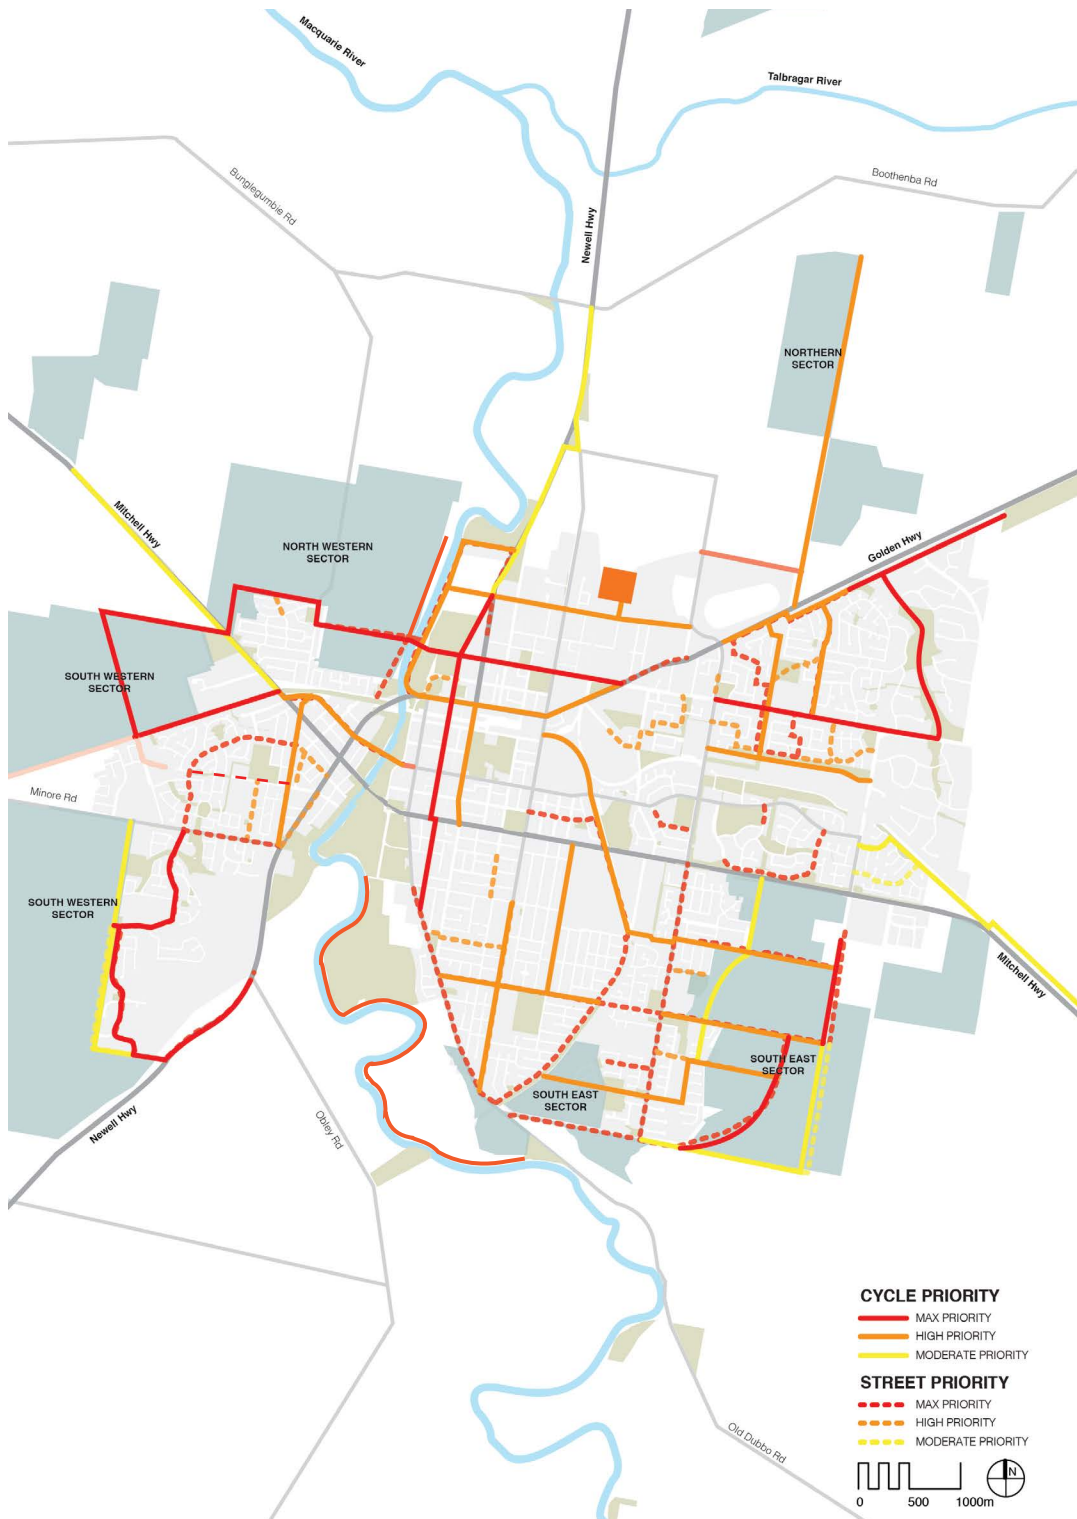 Macquarie River
Talbragar River
Boothenba Rd
Bunglegumbie Rd
Newell Hwy
NORTHERN
SECTOR
Mitchell Hwy
NORTH WESTERN
SECTOR
Golden Hwy
SOUTH WESTERN
SECTOR
Minore Rd
SOUTH WESTERN
SECTOR
Mitchell Hwy
SOUTH EAST
SECTOR
SOUTH EAST
SECTOR
Newell Hwy
Obley Rd
Old Dubbo Rd
CYCLE PRIORITY
MAX PRIORITY
HIGH PRIORITY
MODERATE PRIORITY
STREET PRIORITY
MAX PRIORITY
HIGH PRIORITY
MODERATE PRIORITY
N
0 500 1000m